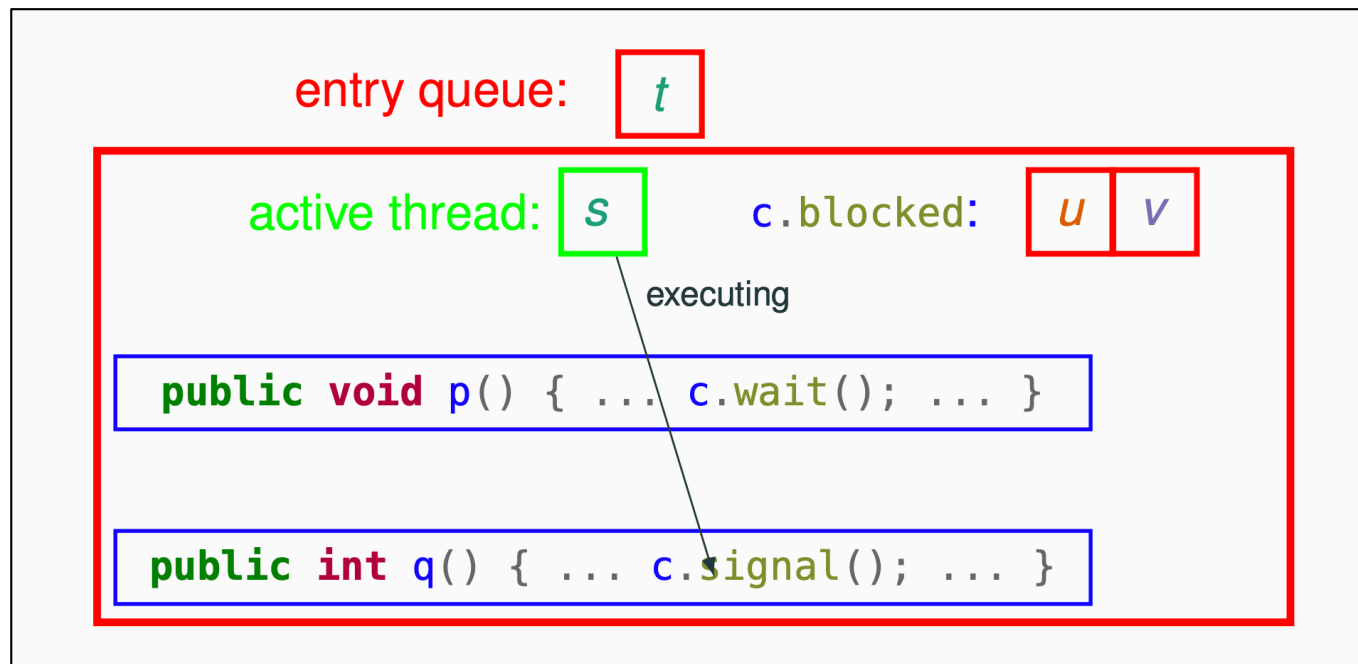 entry queue: t
active thread: s c.blocked: u v
executing
public void p() { ... c.wait(); ... }
public int q() { ... c.signal(); ... }